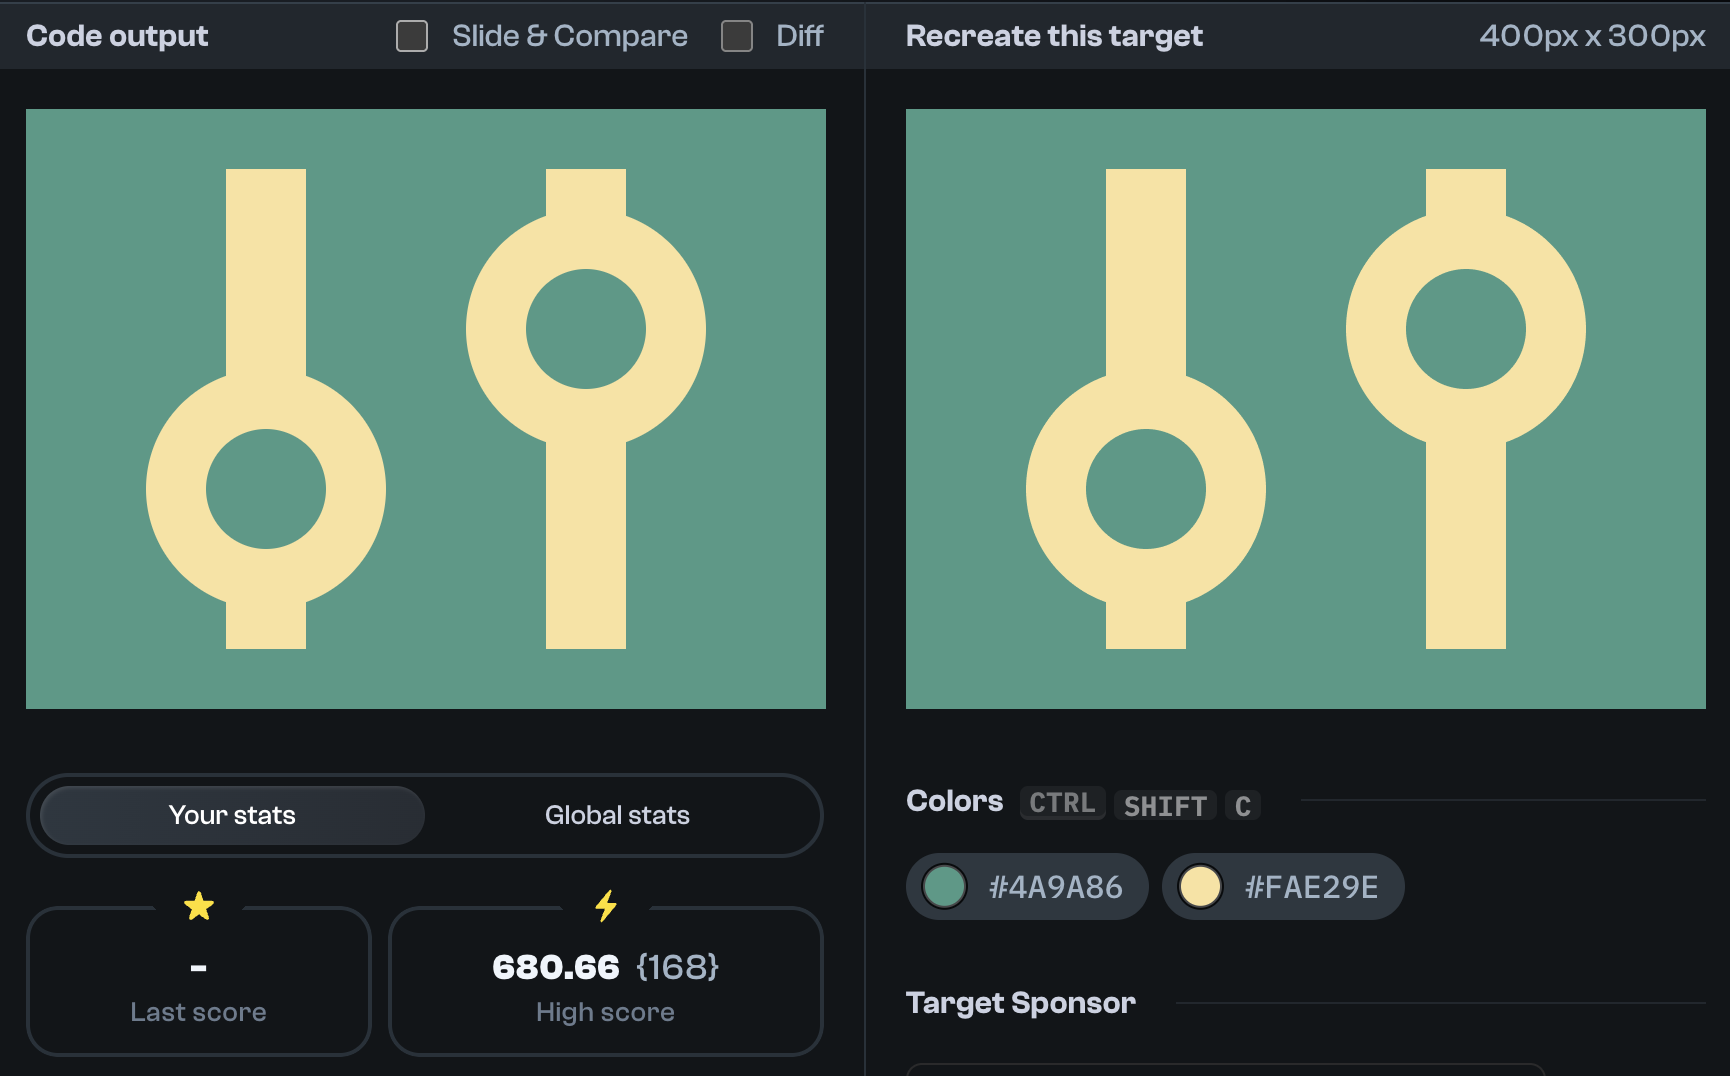 Code output
Slide & Compare
Diff
Recreate this target
400px x 300px
Your stats
Global stats
-
Last score
680.66 {168}
High score
Colors CTRL SHIFT C
#4A9A86
#FAE29E
Target Sponsor